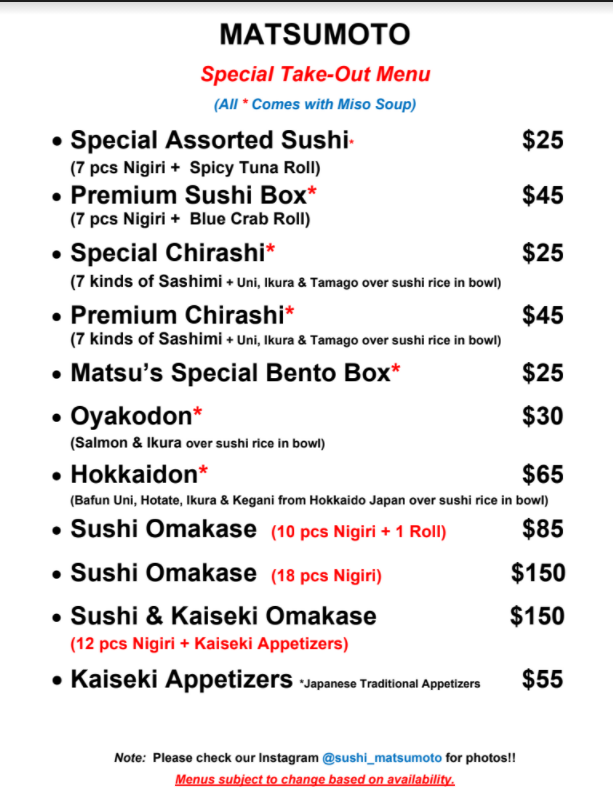 MATSUMOTO
Special Take-Out Menu
(All * Comes with Miso Soup)
• Special Assorted Sushi* $25
(7 pcs Nigiri + Spicy Tuna Roll)
• Premium Sushi Box* $45
(7 pcs Nigiri + Blue Crab Roll)
• Special Chirashi* $25
(7 kinds of Sashimi + Uni, Ikura & Tamago over sushi rice in bowl)
• Premium Chirashi* $45
(7 kinds of Sashimi + Uni, Ikura & Tamago over sushi rice in bowl)
• Matsu's Special Bento Box* $25
• Oyakodon* $30
(Salmon & Ikura over sushi rice in bowl)
• Hokkaidon* $65
(Bafun Uni, Hotate, Ikura & Kegani from Hokkaido Japan over sushi rice in bowl)
• Sushi Omakase (10 pcs Nigiri + 1 Roll) $85
• Sushi Omakase (18 pcs Nigiri) $150
• Sushi & Kaiseki Omakase $150
(12 pcs Nigiri + Kaiseki Appetizers)
• Kaiseki Appetizers *Japanese Traditional Appetizers $55
Note: Please check our Instagram @sushi_matsumoto for photos!!
Menus subject to change based on availability.